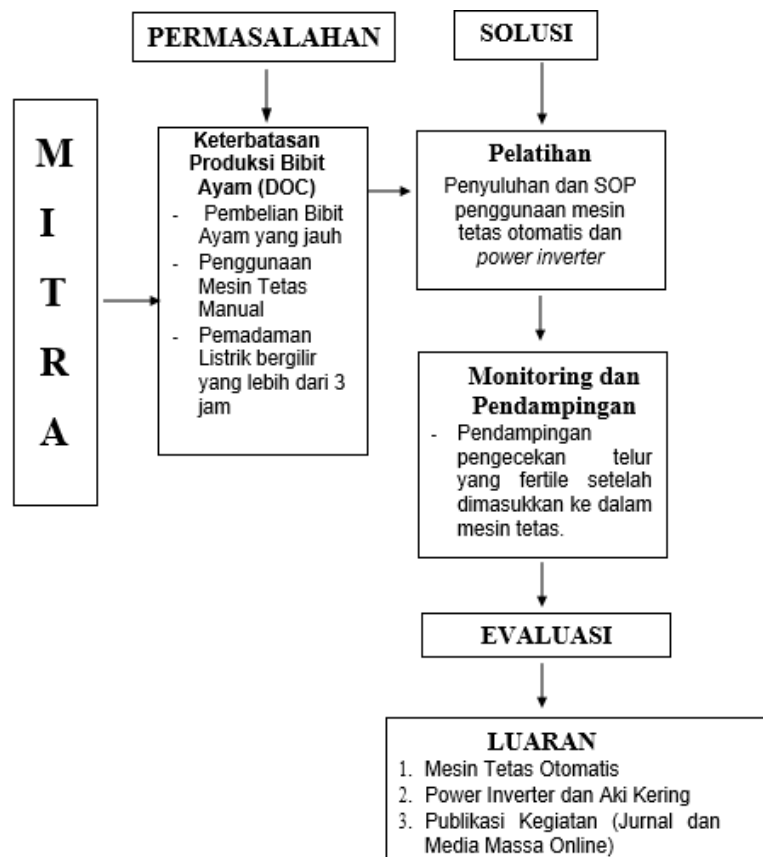 PERMASALAHAN
SOLUSI
M
I
T
R
A
Keterbatasan
Produksi Bibit
Ayam (DOC)
- Pembelian Bibit
Ayam yang jauh
- Penggunaan
Mesin Tetas
Manual
- Pemadaman
Listrik bergilir
yang lebih dari 3
jam
Pelatihan
Penyuluhan dan SOP
penggunaan mesin
tetas otomatis dan
power inverter
Monitoring dan
Pendampingan
- Pendampingan
pengecekan telur
yang fertile setelah
dimasukkan ke dalam
mesin tetas.
EVALUASI
LUARAN
1. Mesin Tetas Otomatis
2. Power Inverter dan Aki Kering
3. Publikasi Kegiatan (Jurnal dan
Media Massa Online)